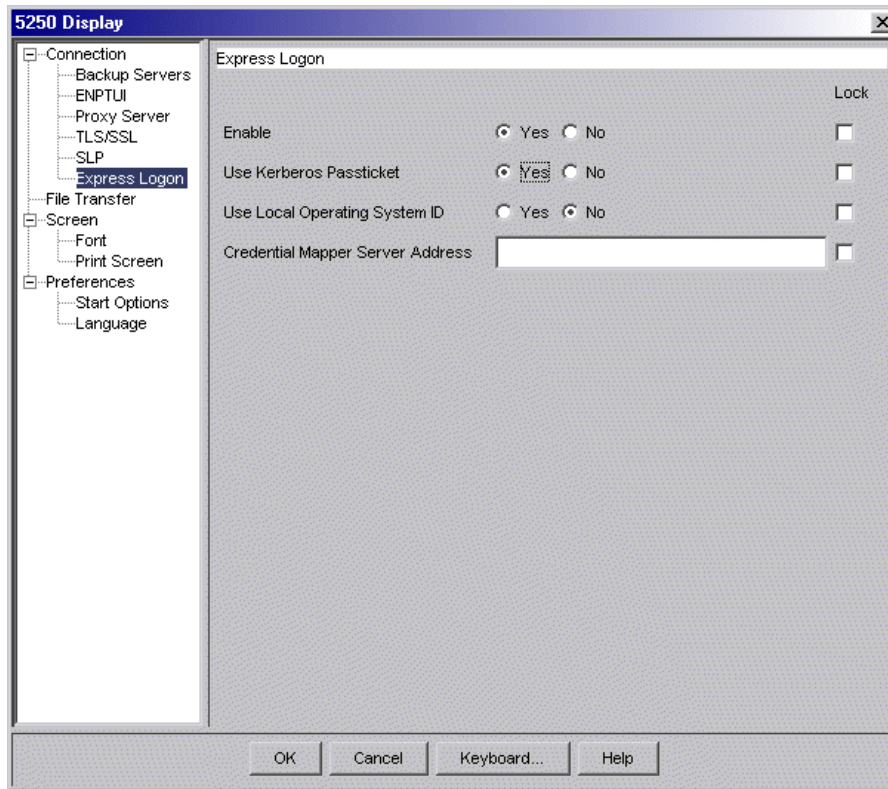 5250 Display
Connection
Backup Servers
ENPTUI
Proxy Server
TLS/SSL
SLP
Express Logon
File Transfer
Screen
Font
Print Screen
Preferences
Start Options
Language
Express Logon
Lock
Enable Yes No
Use Kerberos Passticket Yes No
Use Local Operating System ID Yes No
Credential Mapper Server Address
OK Cancel Keyboard... Help